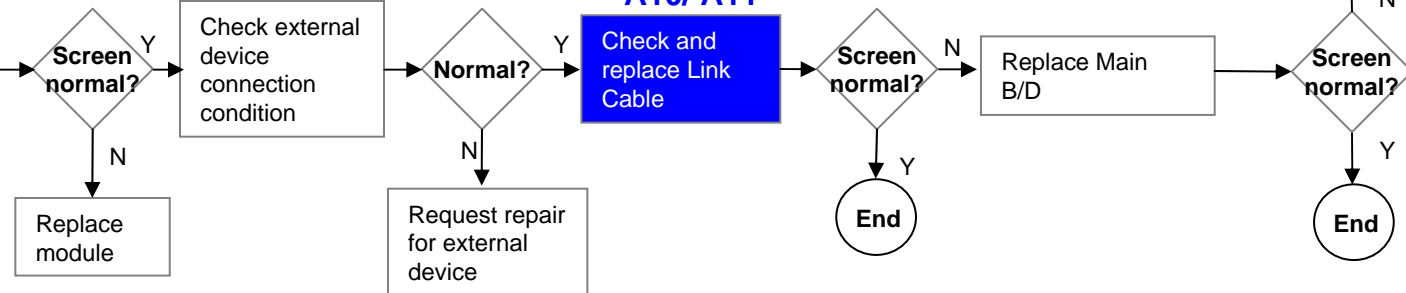 N
Screen
normal?
Y
Check external
device
connection
condition
Normal?
Y
Check and
replace Link
Cable
Screen
normal?
N
Replace Main
B/D
Screen
normal?
N
N
Y
Y
Replace
module
Request repair
for external
device
End
End